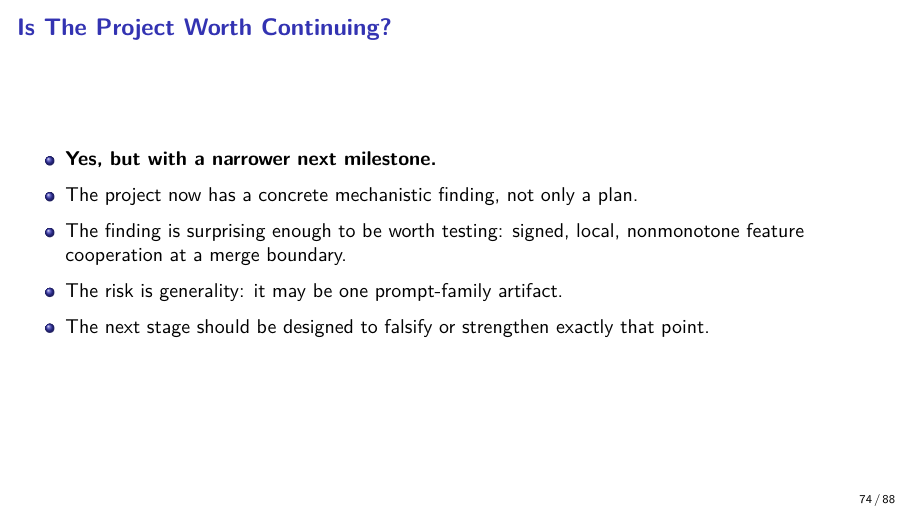 Is The Project Worth Continuing?
Yes, but with a narrower next milestone.
The project now has a concrete mechanistic finding, not only a plan.
The finding is surprising enough to be worth testing: signed, local, nonmonotone feature
cooperation at a merge boundary.
The risk is generality: it may be one prompt-family artifact.
The next stage should be designed to falsify or strengthen exactly that point.
74 / 88